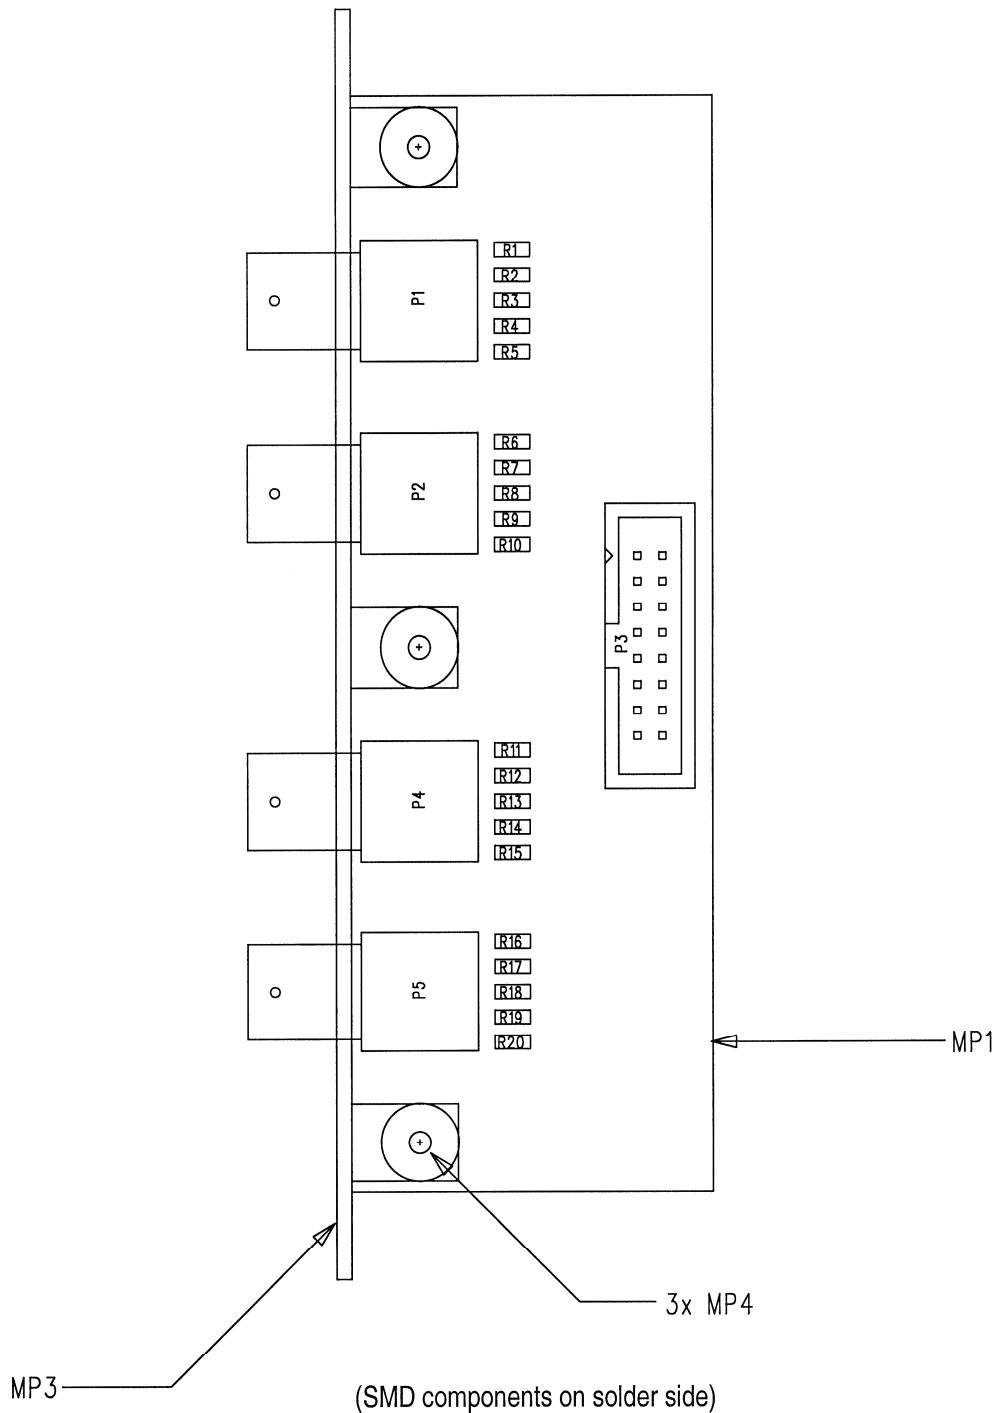 R1
R2
P1
R3
R4
R5
R6
R7
P2
R8
R9
R10
P3
R11
R12
P4
R13
R14
R15
R16
R17
P5
R18
R19
R20
MP1
3x MP4
MP3
(SMD components on solder side)